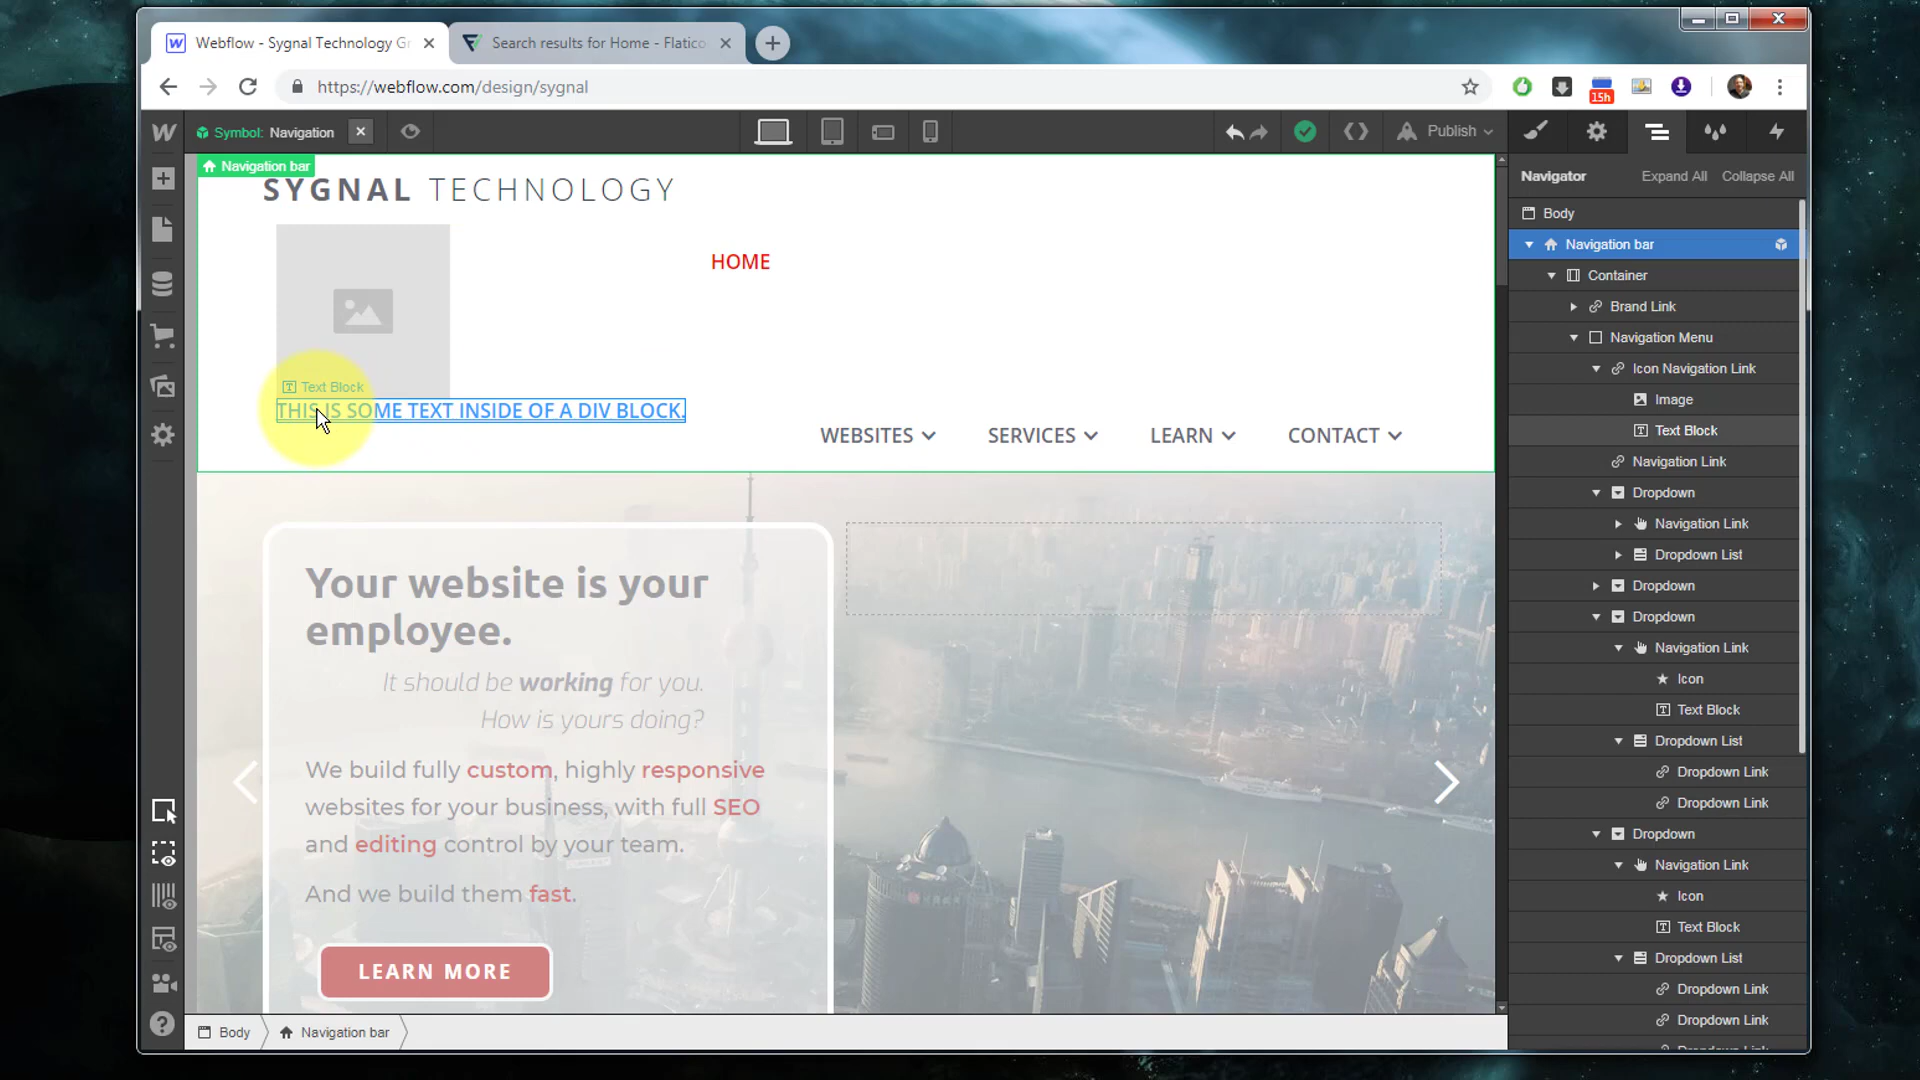 Webflow - Sygnal Technology Gr
Search results for Home - Flatico
https://webflow.com/design/sygnal
15h
Symbol: Navigation
Publish
Navigation bar
SYGNAL TECHNOLOGY
HOME
Text Block
THIS IS SOME TEXT INSIDE OF A DIV BLOCK.
WEBSITES
SERVICES
LEARN
CONTACT
Your website is your
employee.
It should be working for you.
How is yours doing?
We build fully custom, highly responsive
websites for your business, with full SEO
and editing control by your team.
And we build them fast.
LEARN MORE
Body
Navigation bar
Navigator
Expand All
Collapse All
Body
Navigation bar
Container
Brand Link
Navigation Menu
Icon Navigation Link
Image
Text Block
Navigation Link
Dropdown
Navigation Link
Dropdown List
Dropdown
Dropdown
Navigation Link
Icon
Text Block
Dropdown List
Dropdown Link
Dropdown Link
Dropdown
Navigation Link
Icon
Text Block
Dropdown List
Dropdown Link
Dropdown Link